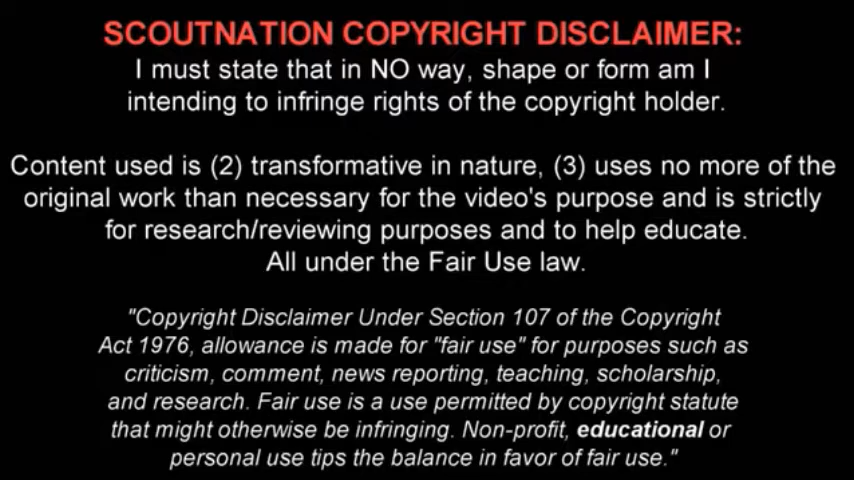 SCOUTNATION COPYRIGHT DISCLAIMER:
I must state that in NO way, shape or form am I
intending to infringe rights of the copyright holder.
Content used is (2) transformative in nature, (3) uses no more of the
original work than necessary for the video's purpose and is strictly
for research/reviewing purposes and to help educate.
All under the Fair Use law.
"Copyright Disclaimer Under Section 107 of the Copyright
Act 1976, allowance is made for "fair use" for purposes such as
criticism, comment, news reporting, teaching, scholarship,
and research. Fair use is a use permitted by copyright statute
that might otherwise be infringing. Non-profit, educational or
personal use tips the balance in favor of fair use."